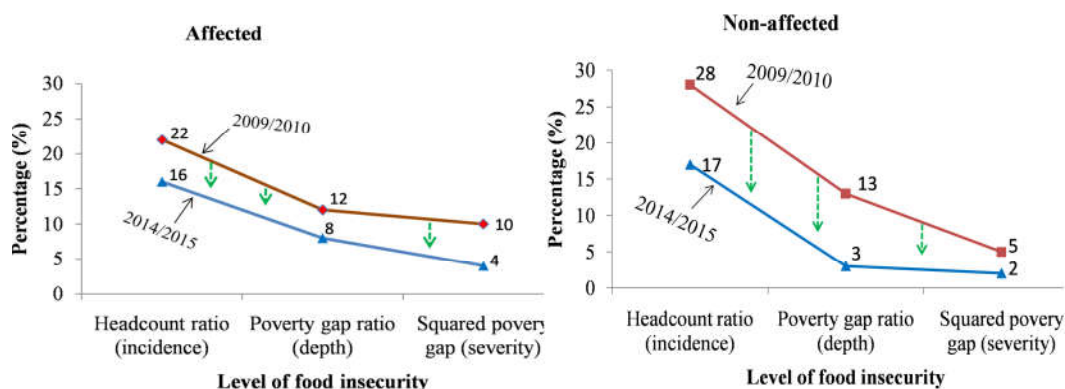 Affected
Percentage (%)
30
25
20
15
10
5
0
22
12
10
16
8
4
2009/2010
2014/2015
Headcount ratio
(incidence)
Poverty gap ratio
(depth)
Squared povery
gap (severity)
Level of food insecurity
Non-affected
Percentage (%)
30
25
20
15
10
5
0
28
13
5
17
3
2
2009/2010
2014/2015
Headcount ratio
(incidence)
Poverty gap ratio
(depth)
Squared povery
gap (severity)
Level of food insecurity